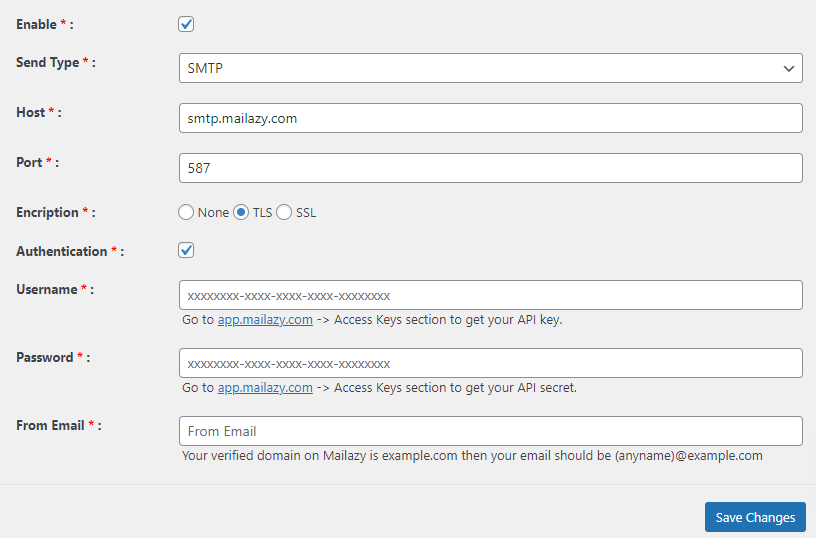 Enable * :
Send Type * :
SMTP
Host * :
smtp.mailazy.com
Port * :
587
Encription * :
None TLS SSL
Authentication * :
Username * :
xxxxxxxx-xxxx-xxxx-xxxx-xxxxxxxx
Go to app.mailazy.com -> Access Keys section to get your API key.
Password * :
xxxxxxxx-xxxx-xxxx-xxxx-xxxxxxxx
Go to app.mailazy.com -> Access Keys section to get your API secret.
From Email * :
From Email
Your verified domain on Mailazy is example.com then your email should be (anyname)@example.com
Save Changes